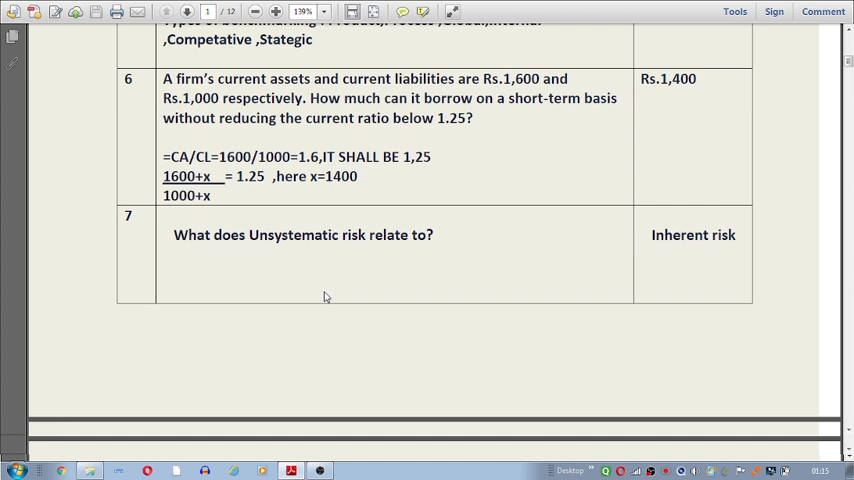 1 / 12
139%
Tools
Sign
Comment
,Competative ,Stategic
6
A firm's current assets and current liabilities are Rs.1,600 and
Rs.1,000 respectively. How much can it borrow on a short-term basis
without reducing the current ratio below 1.25?
Rs.1,400
=CA/CL=1600/1000=1.6,IT SHALL BE 1,25
1600+x = 1.25 ,here x=1400
1000+x
7
What does Unsystematic risk relate to?
Inherent risk
Desktop
01:15